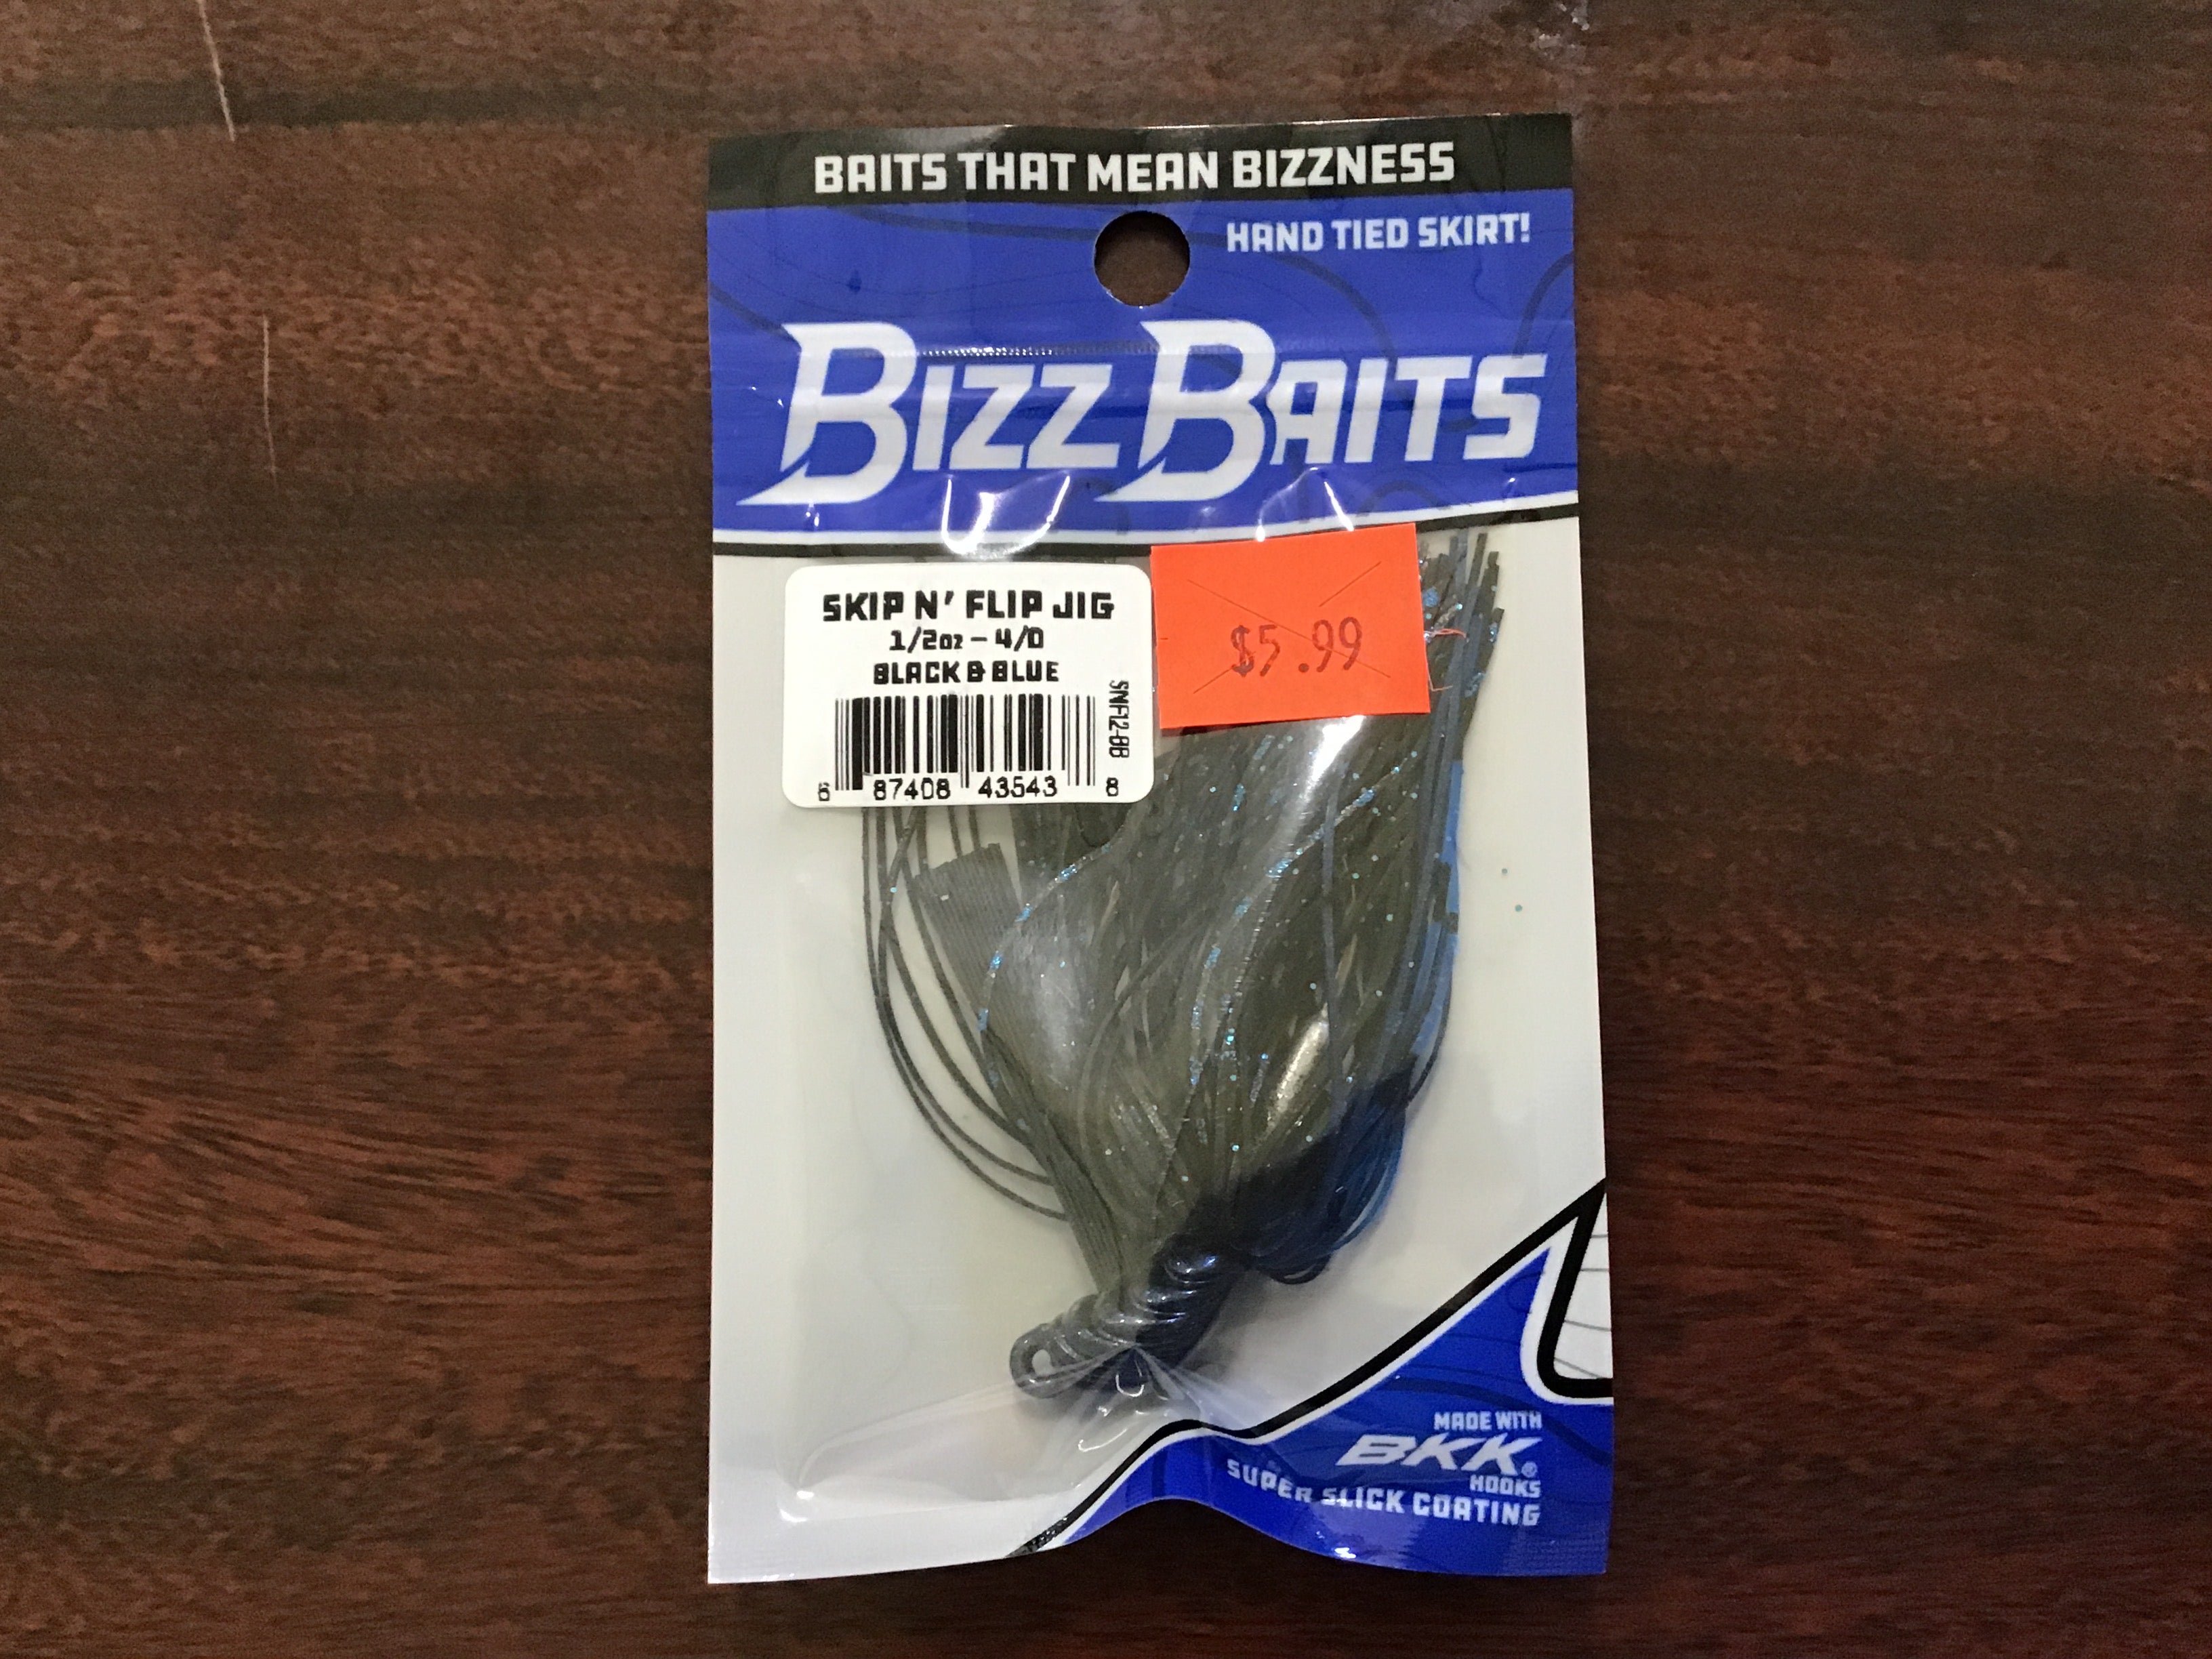 BAITS THAT MEAN BIZZNESS
HAND TIED SKIRT!
BIZZ BAITS
SKIP N' FLIP JIG
1/2oz - 4/0
BLACK & BLUE
SNF12-BB
6 87408 43543 8
$5.99
MADE WITH
BKK®
HOOKS
SUPER SLICK COATING